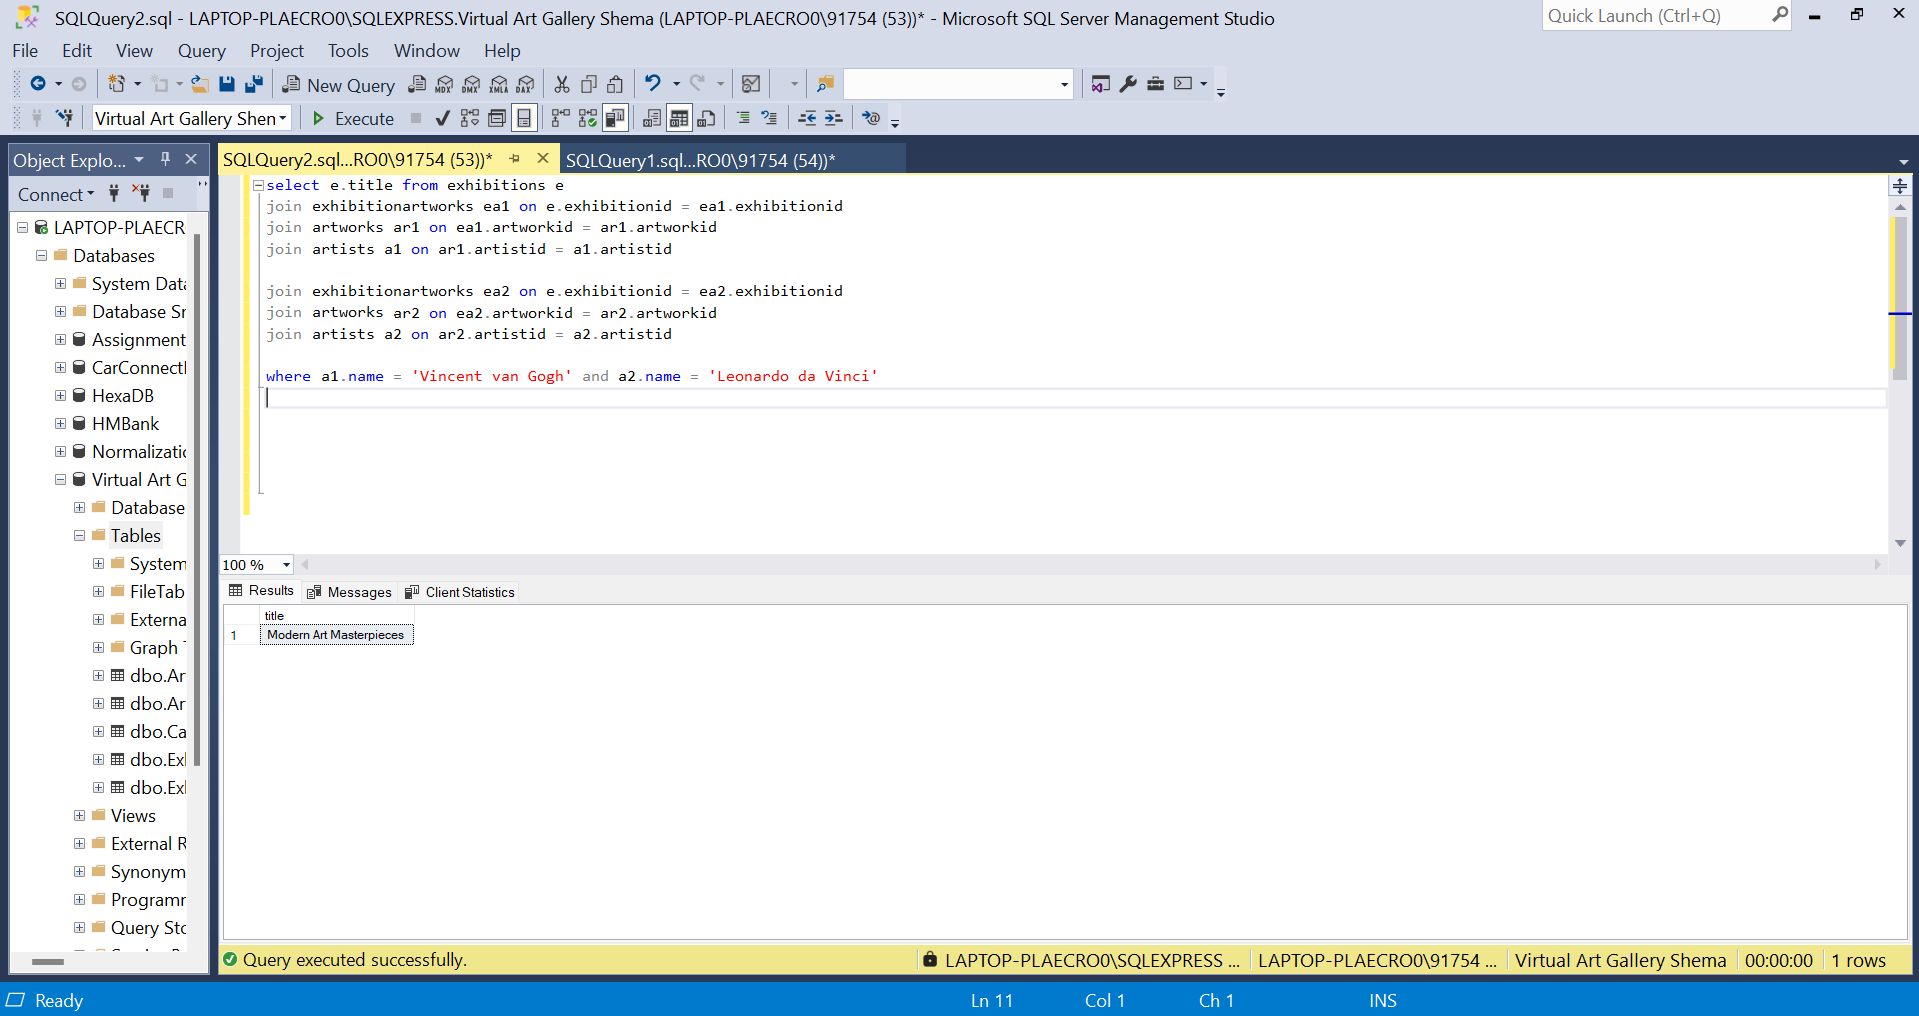 SQLQuery2.sql - LAPTOP-PLAECRO0\SQLEXPRESS.Virtual Art Gallery Shema (LAPTOP-PLAECRO0\91754 (53))* - Microsoft SQL Server Management Studio
Quick Launch (Ctrl+Q)
File Edit View Query Project Tools Window Help
New Query
MDX DMX XMLA DAX
Virtual Art Gallery Shen
Execute
Object Explo...
SQLQuery2.sql...RO0\91754 (53))*
SQLQuery1.sql...RO0\91754 (54))*
Connect
LAPTOP-PLAECR
Databases
System Data
Database Sr
Assignment
CarConnectI
HexaDB
HMBank
Normalizatio
Virtual Art G
Database
Tables
System
FileTab
Externa
Graph T
dbo.Ar
dbo.Ar
dbo.Ca
dbo.Exl
dbo.Exl
Views
External R
Synonym
Programr
Query Sto
select e.title from exhibitions e
join exhibitionartworks ea1 on e.exhibitionid = ea1.exhibitionid
join artworks ar1 on ea1.artworkid = ar1.artworkid
join artists a1 on ar1.artistid = a1.artistid
join exhibitionartworks ea2 on e.exhibitionid = ea2.exhibitionid
join artworks ar2 on ea2.artworkid = ar2.artworkid
join artists a2 on ar2.artistid = a2.artistid
where a1.name = 'Vincent van Gogh' and a2.name = 'Leonardo da Vinci'
100 %
Results Messages Client Statistics
title
1 Modern Art Masterpieces
Query executed successfully.
LAPTOP-PLAECRO0\SQLEXPRESS ...
LAPTOP-PLAECRO0\91754 ...
Virtual Art Gallery Shema
00:00:00
1 rows
Ready
Ln 11
Col 1
Ch 1
INS